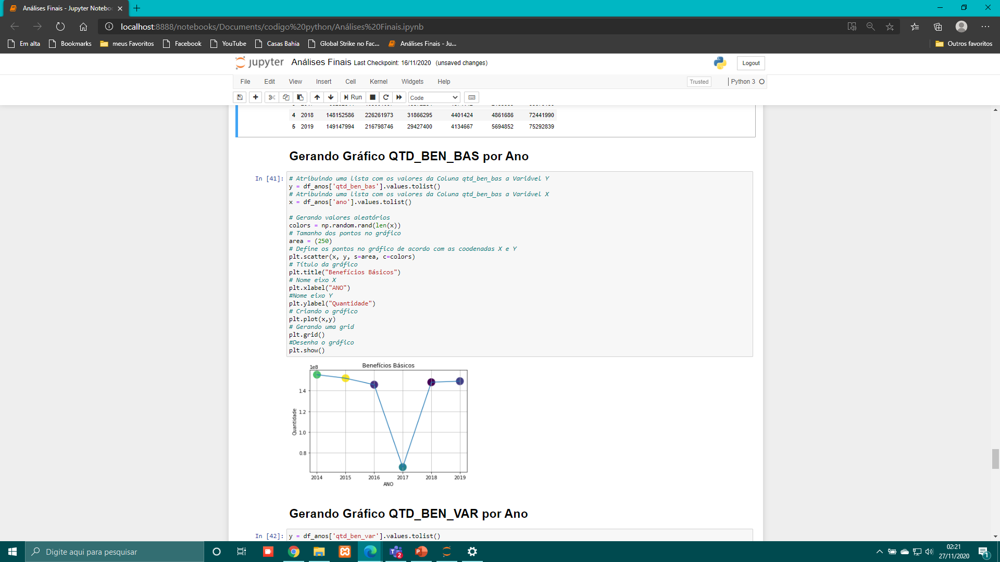 Análises Finais - Jupyter Notebo
localhost:8888/notebooks/Documents/codigo%20python/Análises%20Finais.ipynb
Em alta Bookmarks meus Favoritos Facebook YouTube Casas Bahia Global Strike no Fac... Análises Finais - Ju... Outros favoritos
jupyter Análises Finais Last Checkpoint: 16/11/2020 (unsaved changes) Logout
File Edit View Insert Cell Kernel Widgets Help Trusted Python 3
Run Code
4 2018 148152586 226261973 31866295 4401424 4861686 72441990
5 2019 149147994 216798746 29427400 4134667 5694852 75292839
Gerando Gráfico QTD_BEN_BAS por Ano
In [41]: # Atribuindo uma lista com os valores da Coluna qtd_ben_bas a Variável Y
y = df_anos['qtd_ben_bas'].values.tolist()
# Atribuindo uma lista com os valores da Coluna qtd_ben_bas a Variável X
x = df_anos['ano'].values.tolist()
# Gerando valores aleatórios
colors = np.random.rand(len(x))
# Tamanho dos pontos no gráfico
area = (250)
# Define os pontos no gráfico de acordo com as coodenadas X e Y
plt.scatter(x, y, s=area, c=colors)
# Título da gráfico
plt.title("Benefícios Básicos")
# Nome eixo X
plt.xlabel("ANO")
#Nome eixo Y
plt.ylabel("Quantidade")
# Criando o gráfico
plt.plot(x,y)
# Gerando uma grid
plt.grid()
#Desenha o gráfico
plt.show()
Benefícios Básicos
1e8
1.4
1.2
1.0
0.8
Quantidade
2014 2015 2016 2017 2018 2019
ANO
Gerando Gráfico QTD_BEN_VAR por Ano
In [42]: y = df_anos['qtd_ben_var'].values.tolist()
Digite aqui para pesquisar
2
02:21
27/11/2020
1